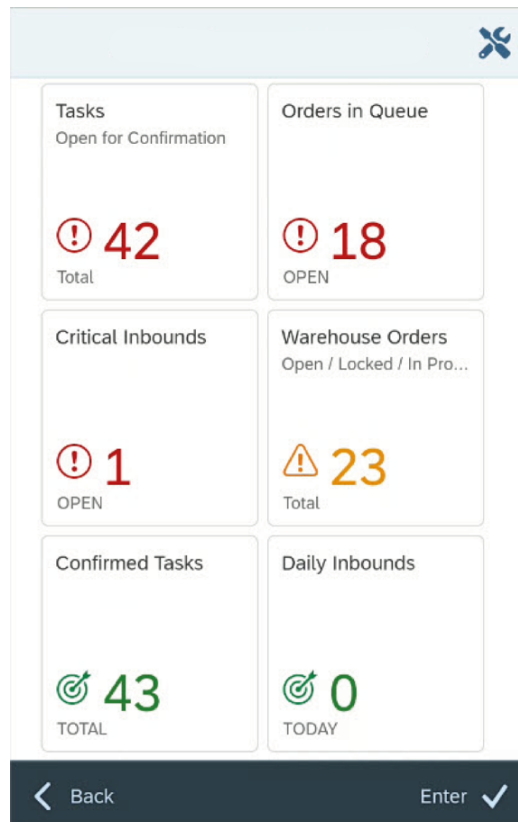 Tasks
Open for Confirmation
42
Total
Orders in Queue
18
OPEN
Critical Inbounds
1
OPEN
Warehouse Orders
Open / Locked / In Pro...
23
Total
Confirmed Tasks
43
TOTAL
Daily Inbounds
0
TODAY
Back
Enter